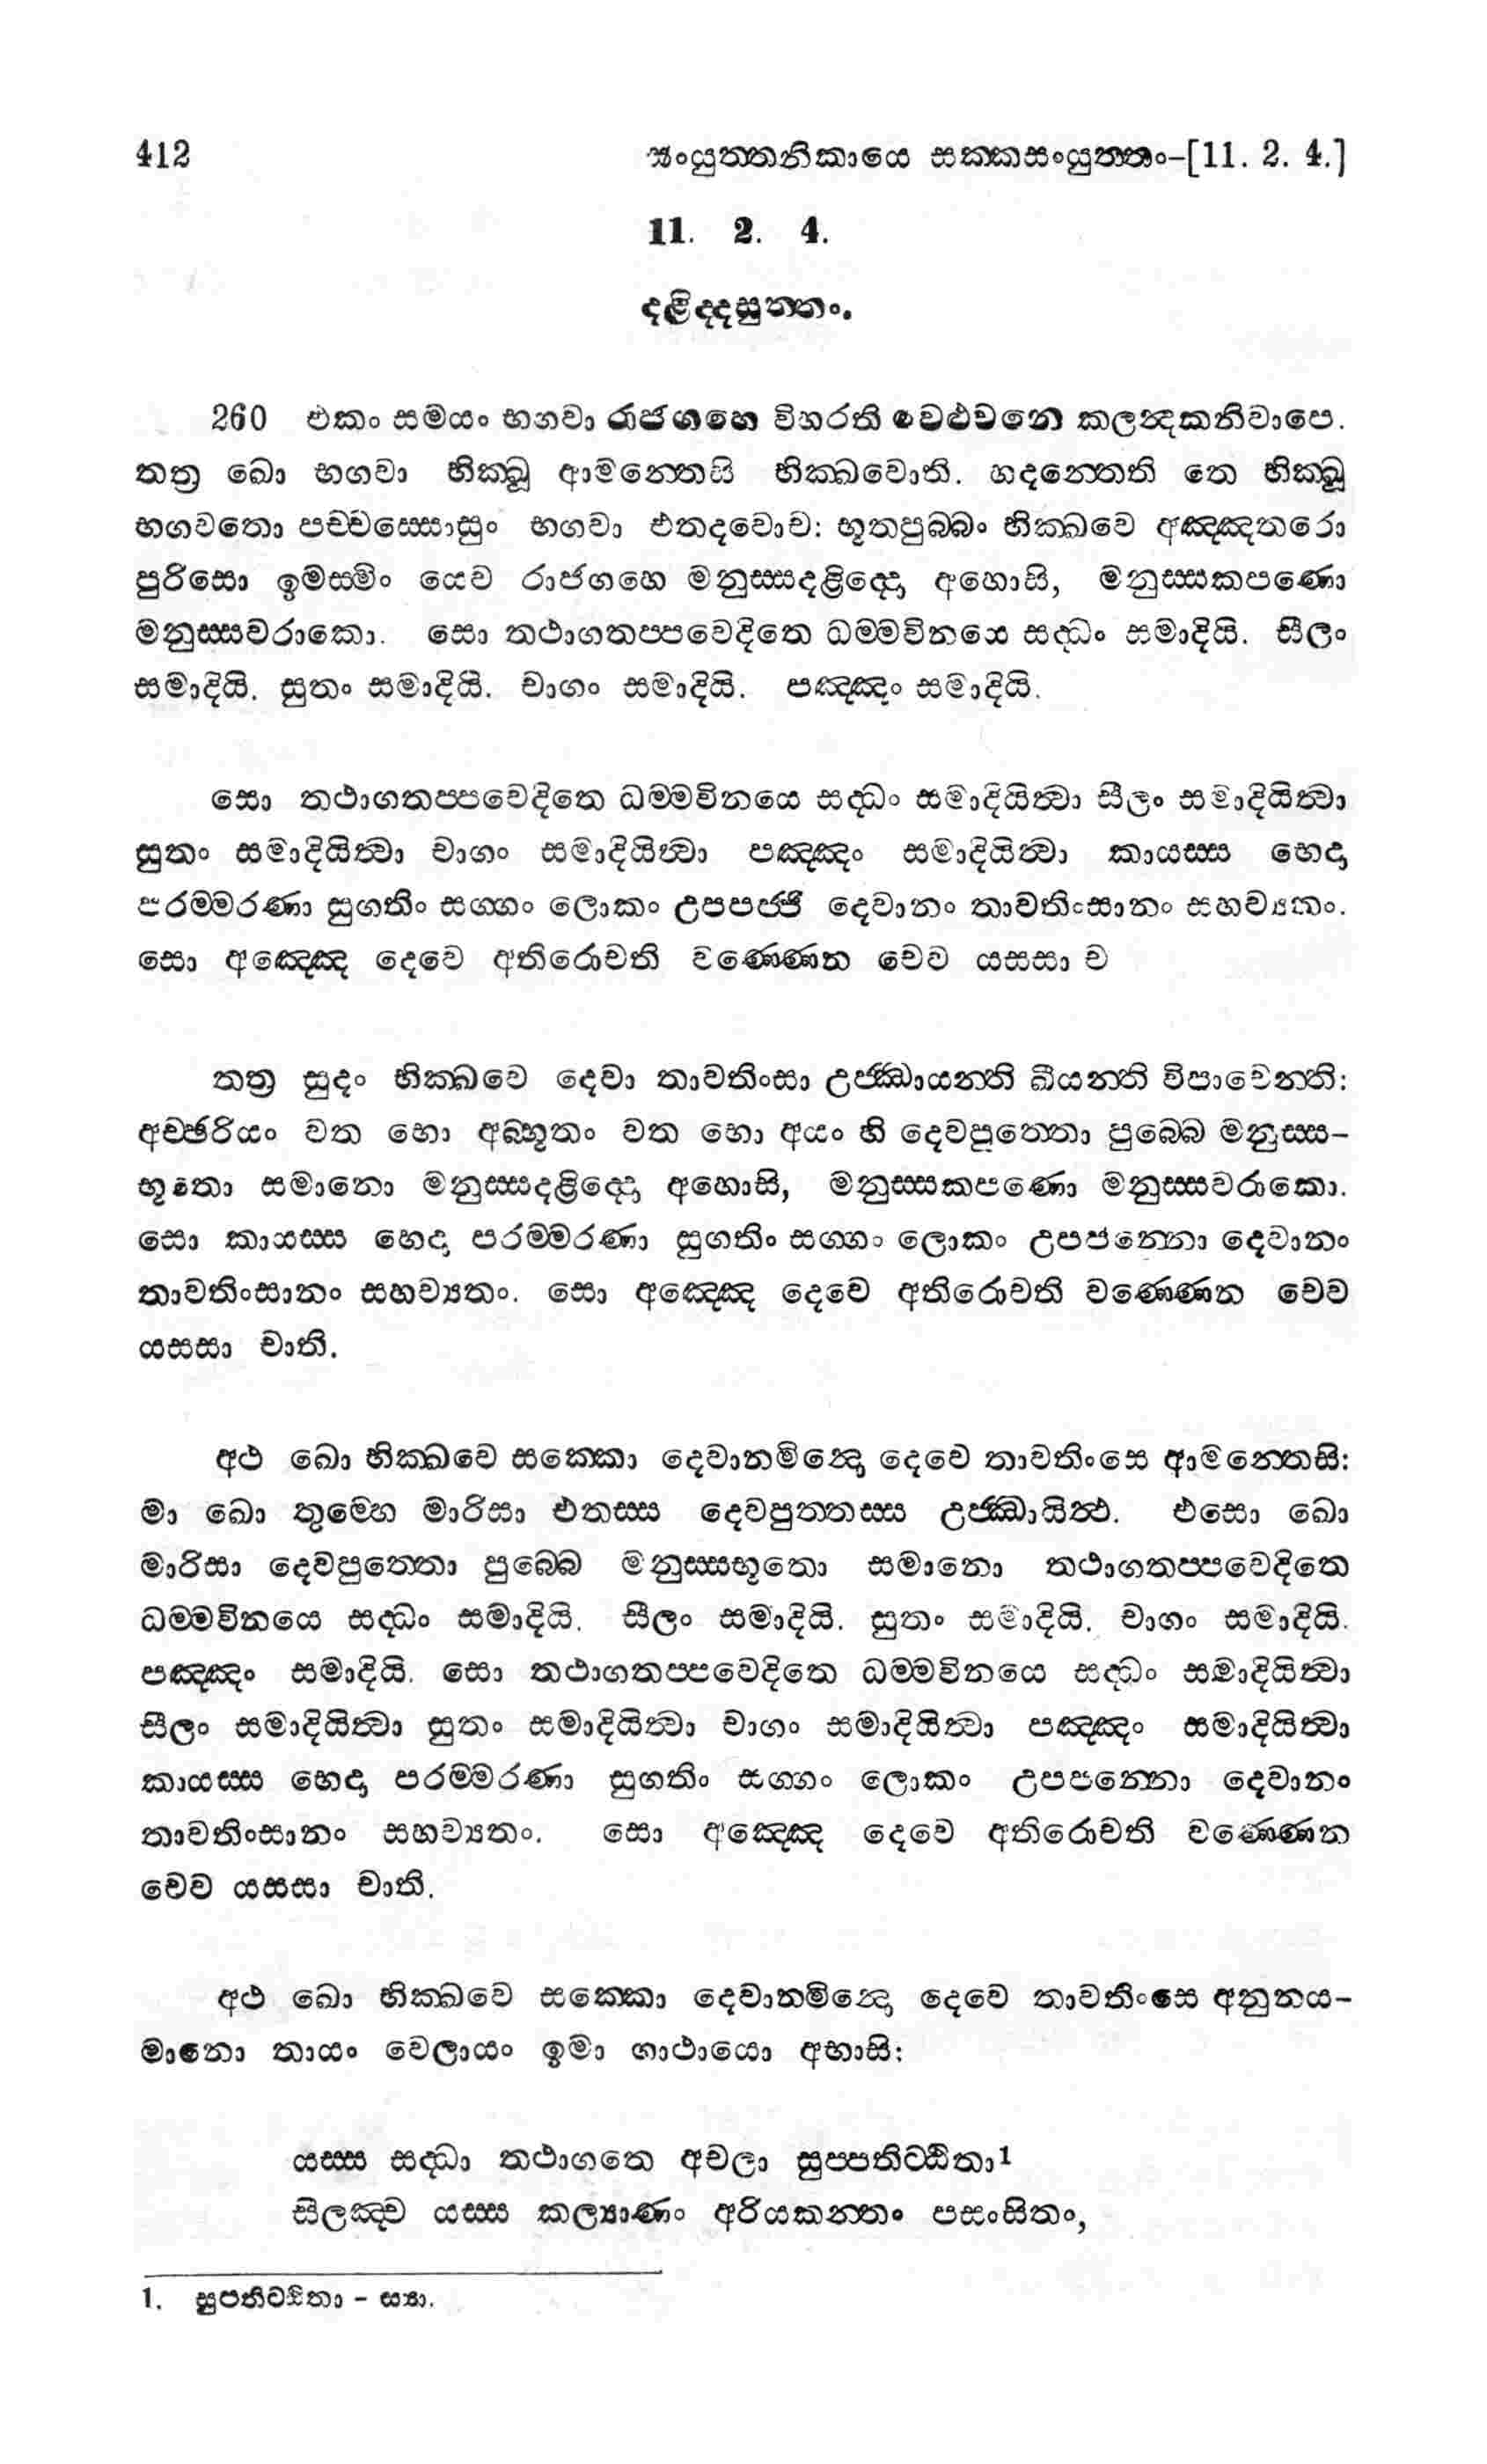 412 සංයුත්තනිකායෙ සක්කසංයුත්තං-[11. 2. 4.]
11. 2. 4.
දළිද්දසුත්තං.
260 එකං සමයං භගවා රාජගහෙ විහරති වෙළුවනෙ කලන්දකනිවාපෙ.
තත්‍ර ඛො භගවා භික්ඛූ ආමන්තෙසි භික්ඛවොති. භදන්තෙති තෙ භික්ඛූ
භගවතො පච්චස්සොසුං භගවා එතදවොච: භූතපුබ්බං භික්ඛවෙ අඤ්ඤතරො
පුරිසො ඉමස්මිං යෙව රාජගහෙ මනුස්සදළිද්දො අහොසි, මනුස්සකපණො
මනුස්සවරාකො. සො තථාගතප්පවෙදිතෙ ධම්මවිනයෙ සද්ධං සමාදියි. සීලං
සමාදියි. සුතං සමාදියි. චාගං සමාදියි. පඤ්ඤං සමාදියි.
සො තථාගතප්පවෙදිතෙ ධම්මවිනයෙ සද්ධං සමාදියිත්‍වා සීලං සමාදියිත්‍වා
සුතං සමාදියිත්‍වා චාගං සමාදියිත්‍වා පඤ්ඤං සමාදියිත්‍වා කායස්ස භෙදා
පරම්මරණා සුගතිං සග්ගං ලොකං උපපජ්ජි දෙවානං තාවතිංසානං සහව්‍යතං.
සො අඤ්ඤෙ දෙවෙ අතිරොචති වණ්ණෙන චෙව යසසා ච
තත්‍ර සුදං භික්ඛවෙ දෙවා තාවතිංසා උජ්ඣායන්ති ඛීයන්ති විපාචෙන්ති:
අච්ඡරියං වත භො අබ්භූතං වත භො අයං හි දෙවපුත්තො පුබ්බෙ මනුස්ස-
භූතො සමානො මනුස්සදළිද්දො අහොසි, මනුස්සකපණො මනුස්සවරාකො.
සො කායස්ස භෙදා පරම්මරණා සුගතිං සග්ගං ලොකං උපපන්නො දෙවානං
තාවතිංසානං සහව්‍යතං. සො අඤ්ඤෙ දෙවෙ අතිරොචති වණ්ණෙන චෙව
යසසා චාති.
අථ ඛො භික්ඛවෙ සක්කො දෙවානමින්දො දෙවෙ තාවතිංසෙ ආමන්තෙසි:
මා ඛො තුම්හෙ මාරිසා එතස්ස දෙවපුත්තස්ස උජ්ඣායිත්‍ථ. එසො ඛො
මාරිසා දෙවපුත්තො පුබ්බෙ මනුස්සභූතො සමානො තථාගතප්පවෙදිතෙ
ධම්මවිනයෙ සද්ධං සමාදියි. සීලං සමාදියි. සුතං සමාදියි. චාගං සමාදියි.
පඤ්ඤං සමාදියි. සො තථාගතප්පවෙදිතෙ ධම්මවිනයෙ සද්ධං සමාදියිත්‍වා
සීලං සමාදියිත්‍වා සුතං සමාදියිත්‍වා චාගං සමාදියිත්‍වා පඤ්ඤං සමාදියිත්‍වා
කායස්ස භෙදා පරම්මරණා සුගතිං සග්ගං ලොකං උපපන්නො දෙවානං
තාවතිංසානං සහව්‍යතං. සො අඤ්ඤෙ දෙවෙ අතිරොචති වණ්ණෙන
චෙව යසසා චාති.
අථ ඛො භික්ඛවෙ සක්කො දෙවානමින්දො දෙවෙ තාවතිංසෙ අනුනය-
මානො තායං වෙලායං ඉමා ගාථායො අභාසි:
යස්ස සද්ධා තථාගතෙ අචලා සුප්පතිට්ඨිතා1
සීලඤ්ච යස්ස කල්‍යාණං අරියකන්තං පසංසිතං,
1. සුපතිට්ඨිතා - ස්‍යා.